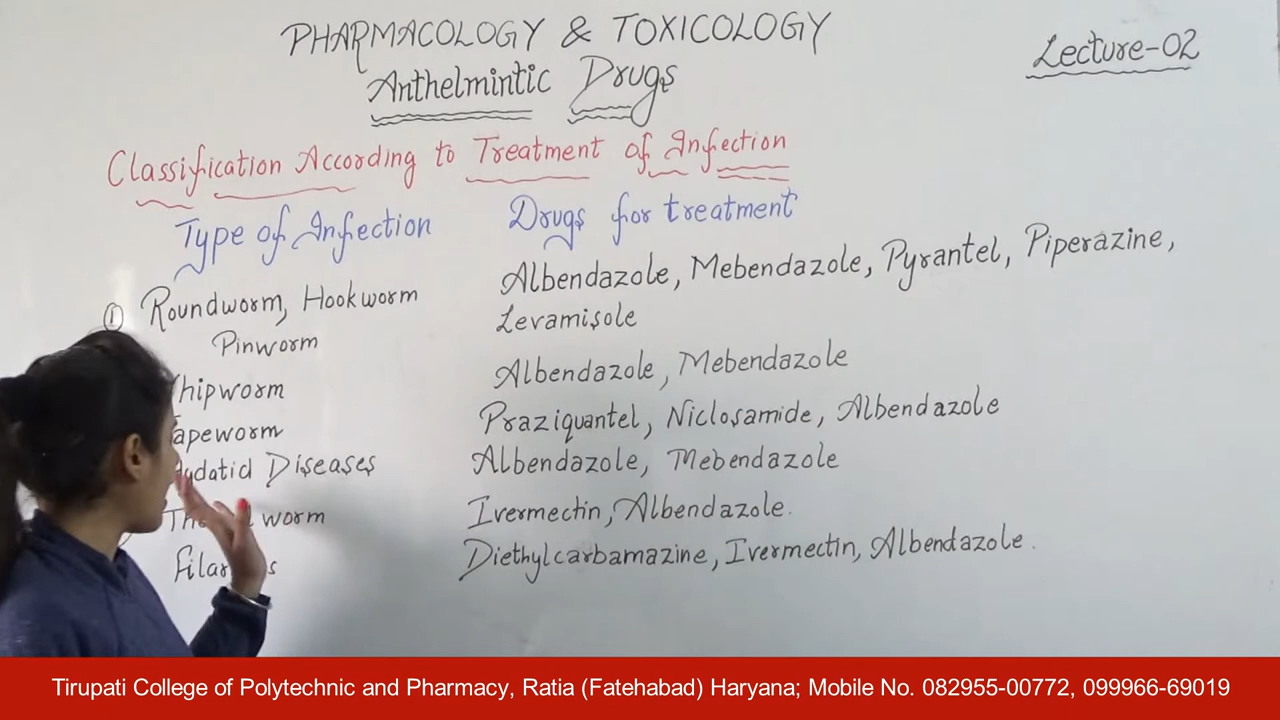 PHARMACOLOGY & TOXICOLOGY
Anthelmintic Drugs
Lecture-02
Classification According to Treatment of Infection
Type of Infection Drugs for treatment
① Roundworm, Hookworm Albendazole, Mebendazole, Pyrantel, Piperazine,
Pinworm Levamisole
hipworm Albendazole, Mebendazole
apeworm Praziquantel, Niclosamide, Albendazole
ydatid Diseases Albendazole, Mebendazole
worm Ivermectin, Albendazole.
Diethylcarbamazine, Ivermectin, Albendazole.
Tirupati College of Polytechnic and Pharmacy, Ratia (Fatehabad) Haryana; Mobile No. 082955-00772, 099966-69019